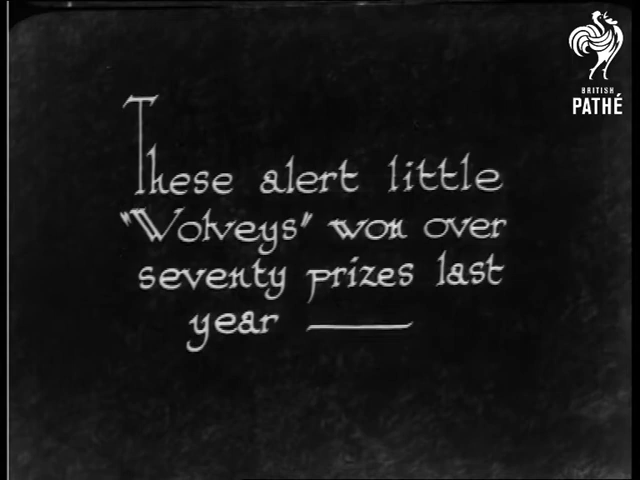 BRITISH
PATHÉ
These alert little
"Wolveys" won over
seventy prizes last
year ———